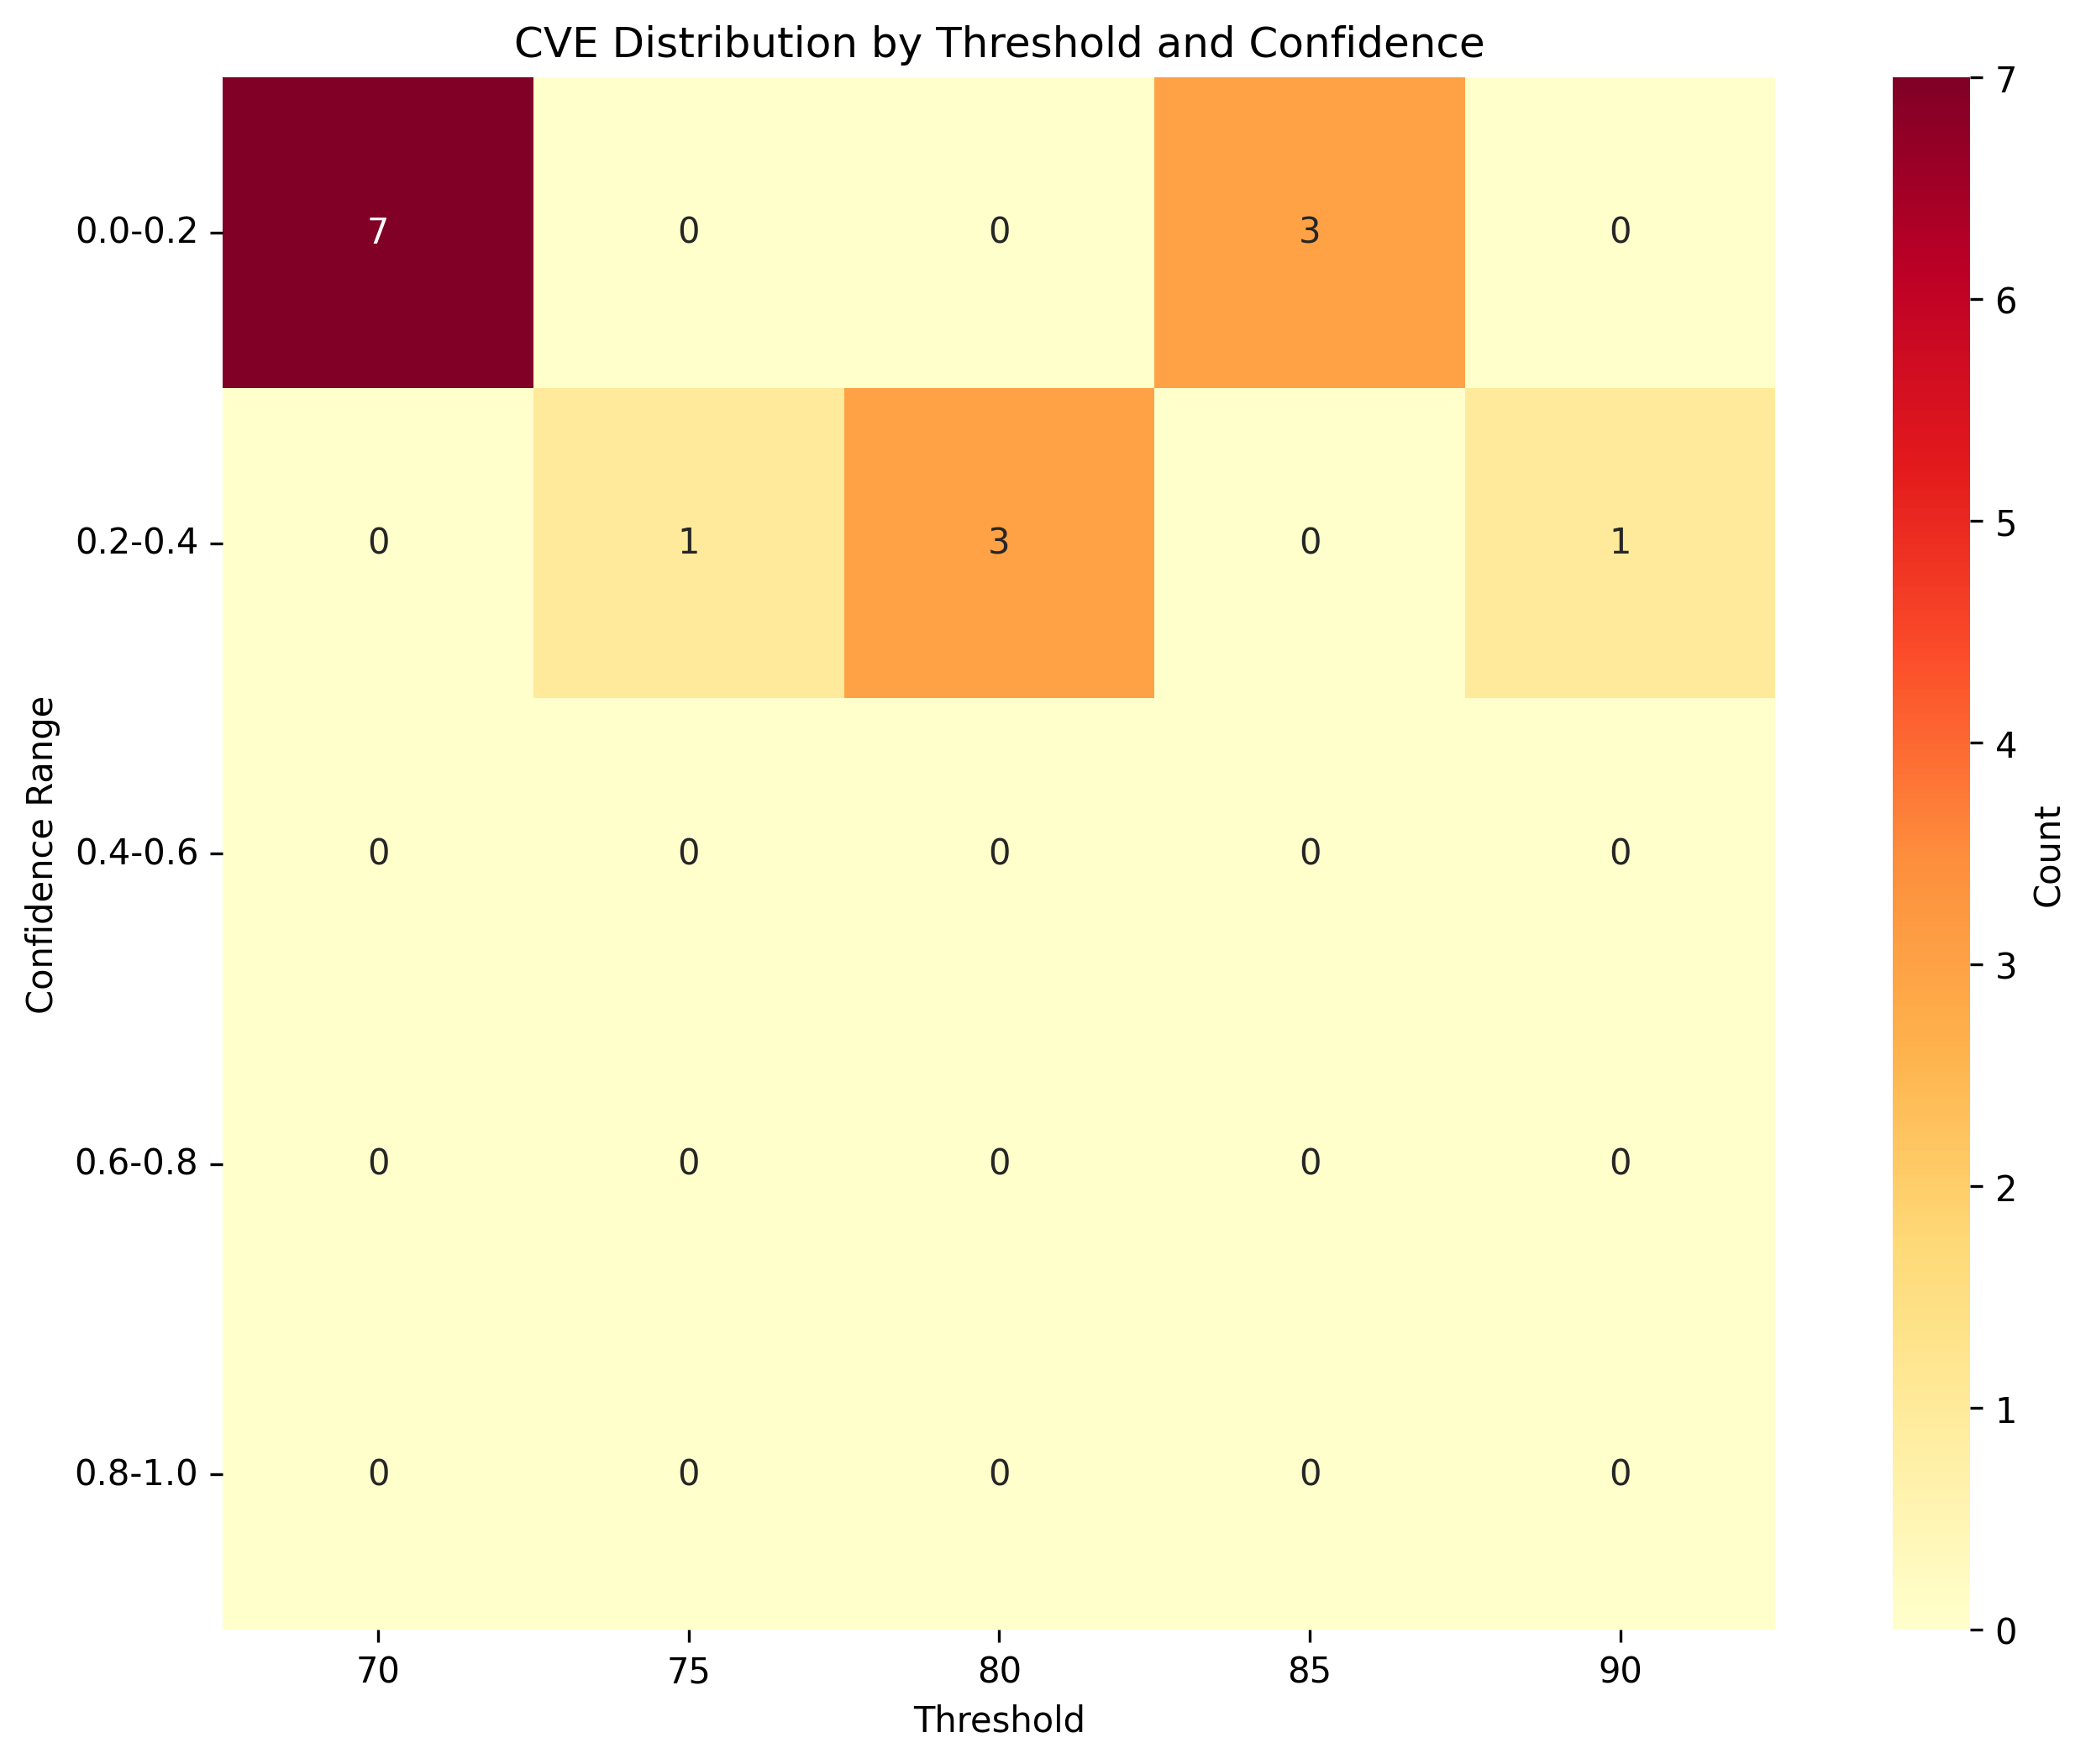 CVE Distribution by Threshold and Confidence
0.0-0.2 7 0 0 3 0
0.2-0.4 0 1 3 0 1
0.4-0.6 0 0 0 0 0
0.6-0.8 0 0 0 0 0
0.8-1.0 0 0 0 0 0
70 75 80 85 90
Threshold
Confidence Range
7
6
5
4
3
2
1
0
Count